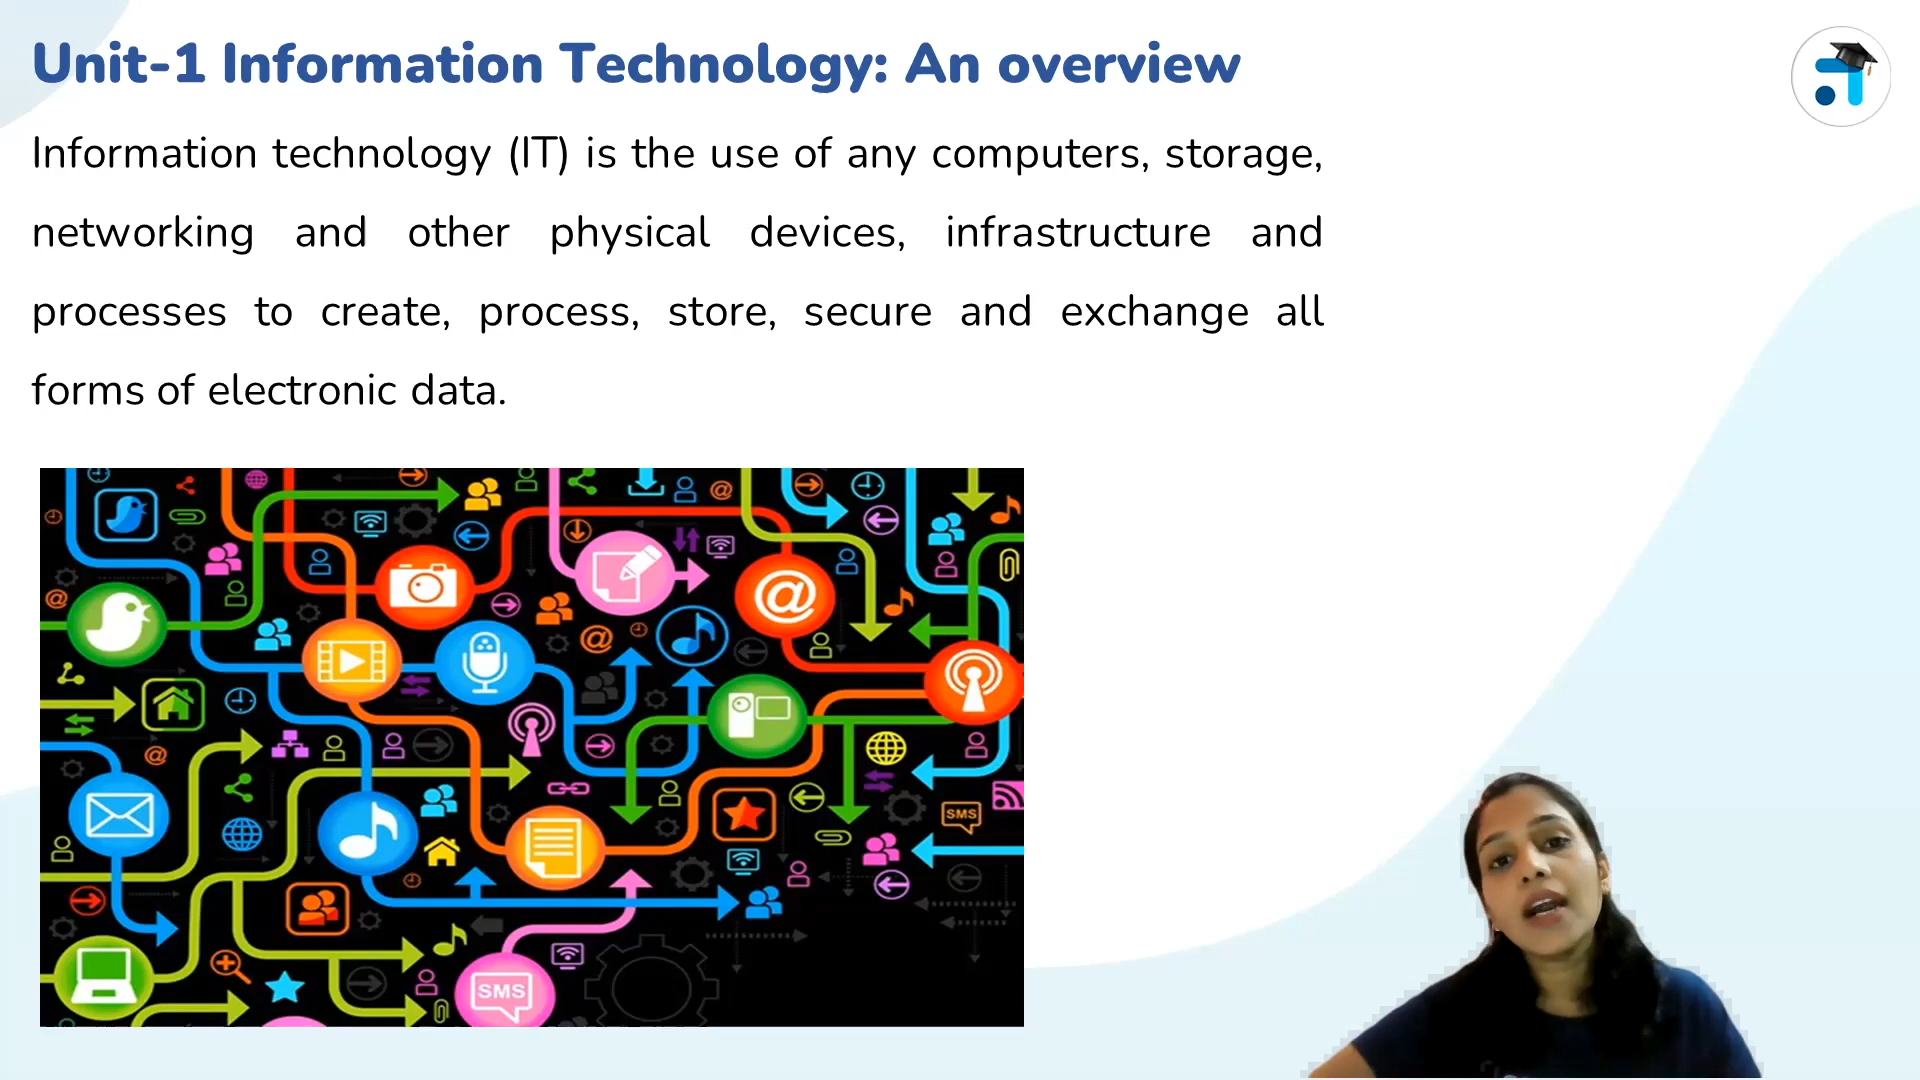 Unit-1 Information Technology: An overview
Information technology (IT) is the use of any computers, storage,
networking and other physical devices, infrastructure and
processes to create, process, store, secure and exchange all
forms of electronic data.
@
@
@
@
@
SMS
SMS